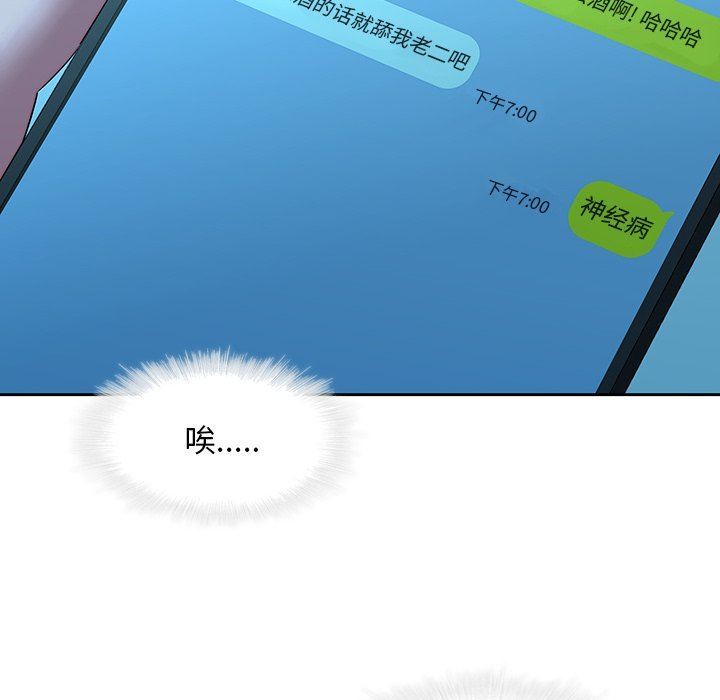 酒啊! 哈哈哈
酒的话就舔我老二吧
下午7:00
下午7:00
神经病
唉.....